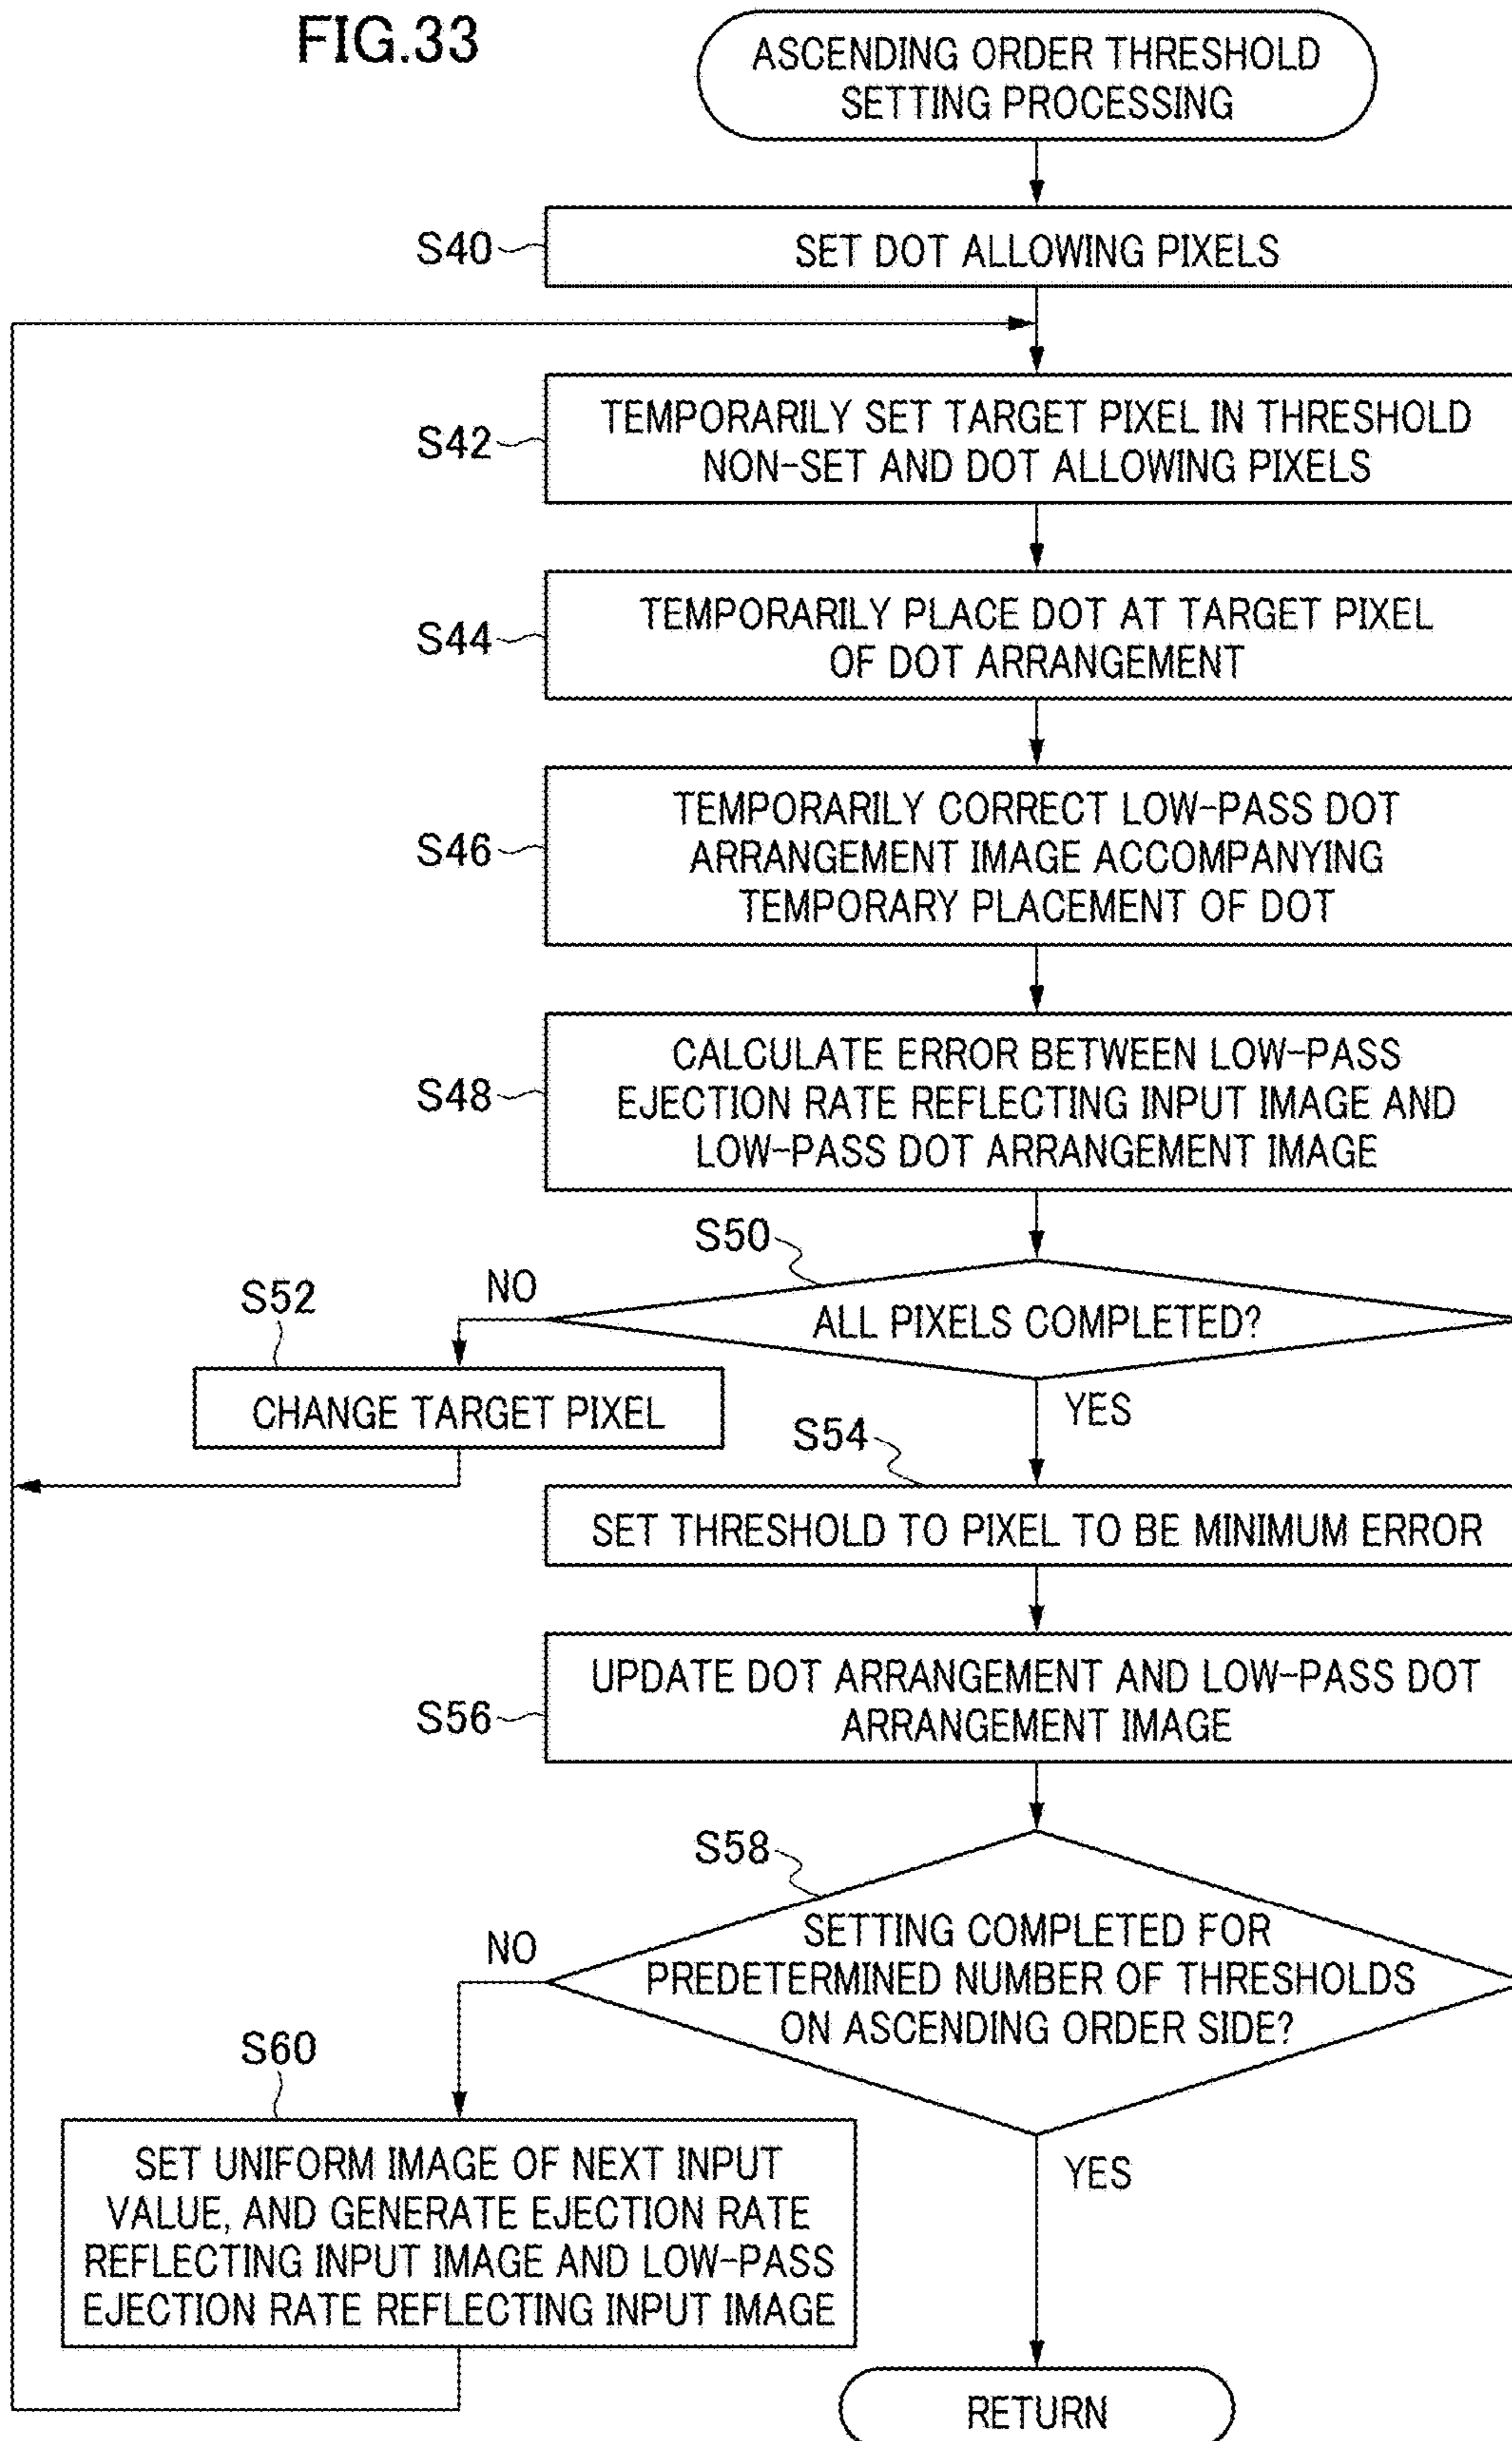 FIG.33
ASCENDING ORDER THRESHOLD
SETTING PROCESSING
S40
SET DOT ALLOWING PIXELS
S42
TEMPORARILY SET TARGET PIXEL IN THRESHOLD
NON-SET AND DOT ALLOWING PIXELS
S44
TEMPORARILY PLACE DOT AT TARGET PIXEL
OF DOT ARRANGEMENT
S46
TEMPORARILY CORRECT LOW-PASS DOT
ARRANGEMENT IMAGE ACCOMPANYING
TEMPORARY PLACEMENT OF DOT
S48
CALCULATE ERROR BETWEEN LOW-PASS
EJECTION RATE REFLECTING INPUT IMAGE AND
LOW-PASS DOT ARRANGEMENT IMAGE
S50
ALL PIXELS COMPLETED?
NO
S52
CHANGE TARGET PIXEL
YES
S54
SET THRESHOLD TO PIXEL TO BE MINIMUM ERROR
S56
UPDATE DOT ARRANGEMENT AND LOW-PASS DOT
ARRANGEMENT IMAGE
S58
SETTING COMPLETED FOR
PREDETERMINED NUMBER OF THRESHOLDS
ON ASCENDING ORDER SIDE?
NO
S60
SET UNIFORM IMAGE OF NEXT INPUT
VALUE, AND GENERATE EJECTION RATE
REFLECTING INPUT IMAGE AND LOW-PASS
EJECTION RATE REFLECTING INPUT IMAGE
YES
RETURN